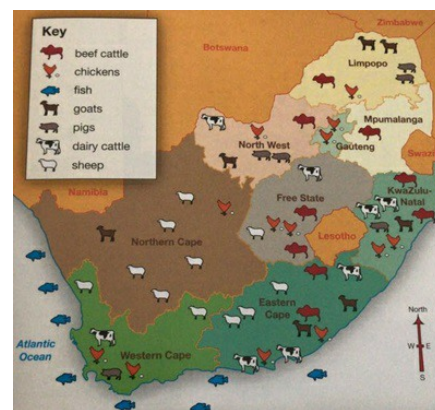 Key
beef cattle
chickens
fish
goats
pigs
dairy cattle
sheep
Zimbabwe
Botswana
Limpopo
Mpumalanga
North West
Gauteng
Swazi
Namibia
Free State
KwaZulu-
Natal
Northern Cape
Lesotho
Eastern
Cape
North
W
E
S
Atlantic
Ocean
Western Cape